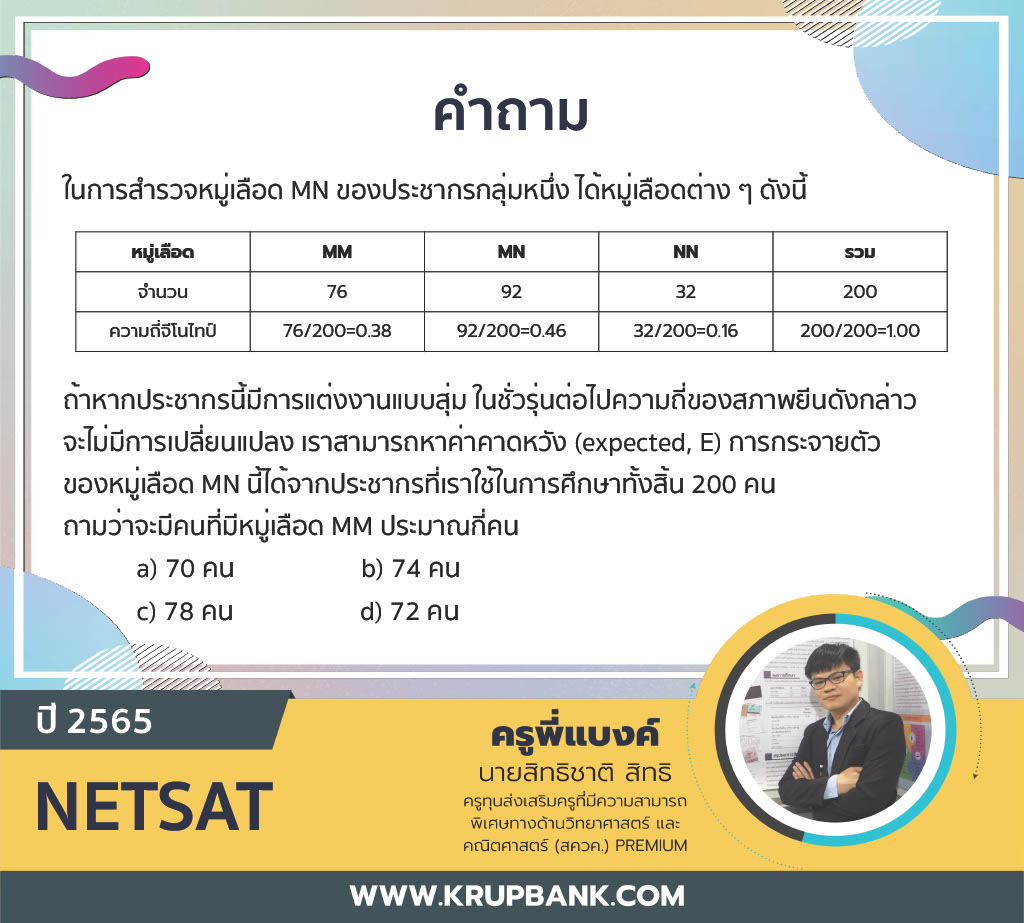 คำถาม
ในการสำรวจหมู่เลือด MN ของประชากรกลุ่มหนึ่ง ได้หมู่เลือดต่าง ๆ ดังนี้
หมู่เลือด MM MN NN รวม
จำนวน 76 92 32 200
ความถี่จีโนไทป์ 76/200=0.38 92/200=0.46 32/200=0.16 200/200=1.00
ถ้าหากประชากรนี้มีการแต่งงานแบบสุ่ม ในชั่วรุ่นต่อไปความถี่ของสภาพยีนดังกล่าว
จะไม่มีการเปลี่ยนแปลง เราสามารถหาค่าคาดหวัง (expected, E) การกระจายตัว
ของหมู่เลือด MN นี้ได้จากประชากรที่เราใช้ในการศึกษาทั้งสิ้น 200 คน
ถามว่าจะมีคนที่มีหมู่เลือด MM ประมาณกี่คน
a) 70 คน b) 74 คน
c) 78 คน d) 72 คน
ปี 2565
NETSAT
ครูพี่แบงค์
นายสิทธิชาติ สิทธิ
ครูทุนส่งเสริมครูที่มีความสามารถ
พิเศษทางด้านวิทยาศาสตร์ และ
คณิตศาสตร์ (สควค.) PREMIUM
WWW.KRUPBANK.COM